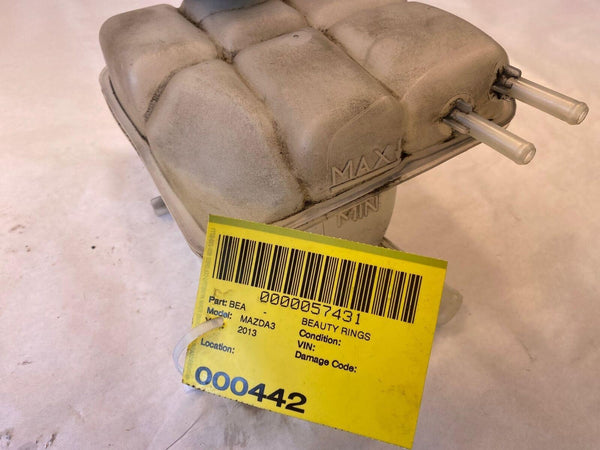 MAX
MIN
0000057431
Part: BEA - BEAUTY RINGS
Model: MAZDA3 Condition:
2013 VIN:
Location: Damage Code:
000442